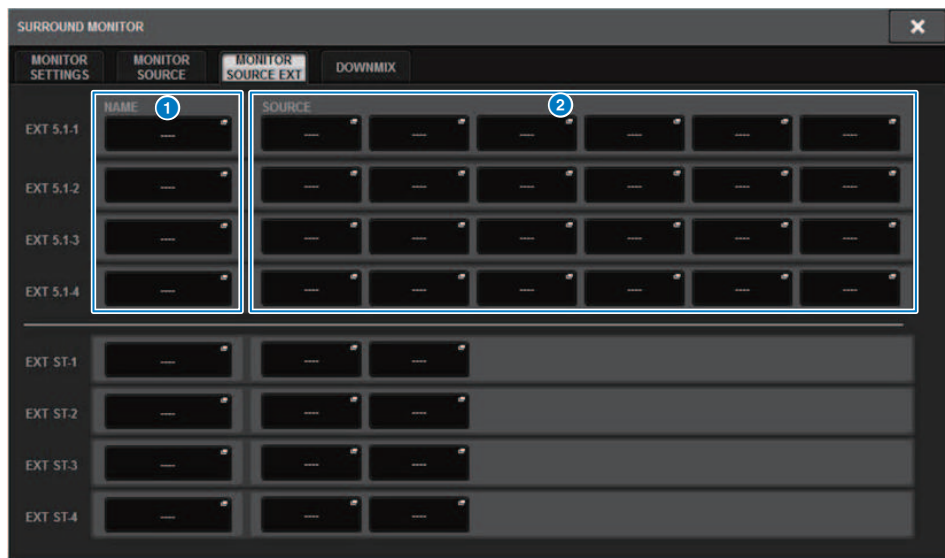 SURROUND MONITOR
MONITOR SETTINGS MONITOR SOURCE MONITOR SOURCE EXT DOWNMIX
NAME 1 SOURCE 2
EXT 5.1-1 ---- ---- ---- ---- ---- ---- ----
EXT 5.1-2 ---- ---- ---- ---- ---- ---- ----
EXT 5.1-3 ---- ---- ---- ---- ---- ---- ----
EXT 5.1-4 ---- ---- ---- ---- ---- ---- ----
EXT ST-1 ---- ---- ----
EXT ST-2 ---- ---- ----
EXT ST-3 ---- ---- ----
EXT ST-4 ---- ---- ----